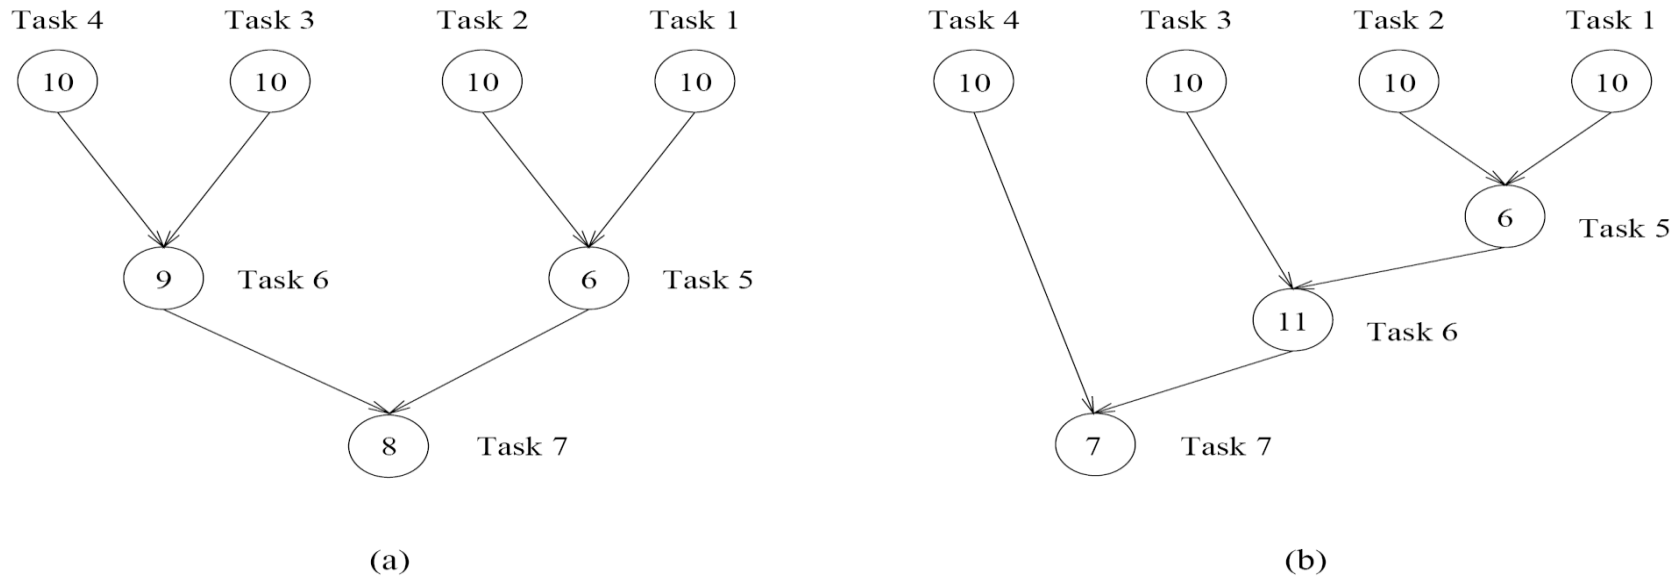 Task 4 Task 3 Task 2 Task 1 Task 4 Task 3 Task 2 Task 1
10 10 10 10 10 10 10 10
6 Task 5
9 Task 6 6 Task 5
11 Task 6
8 Task 7 7 Task 7
(a) (b)